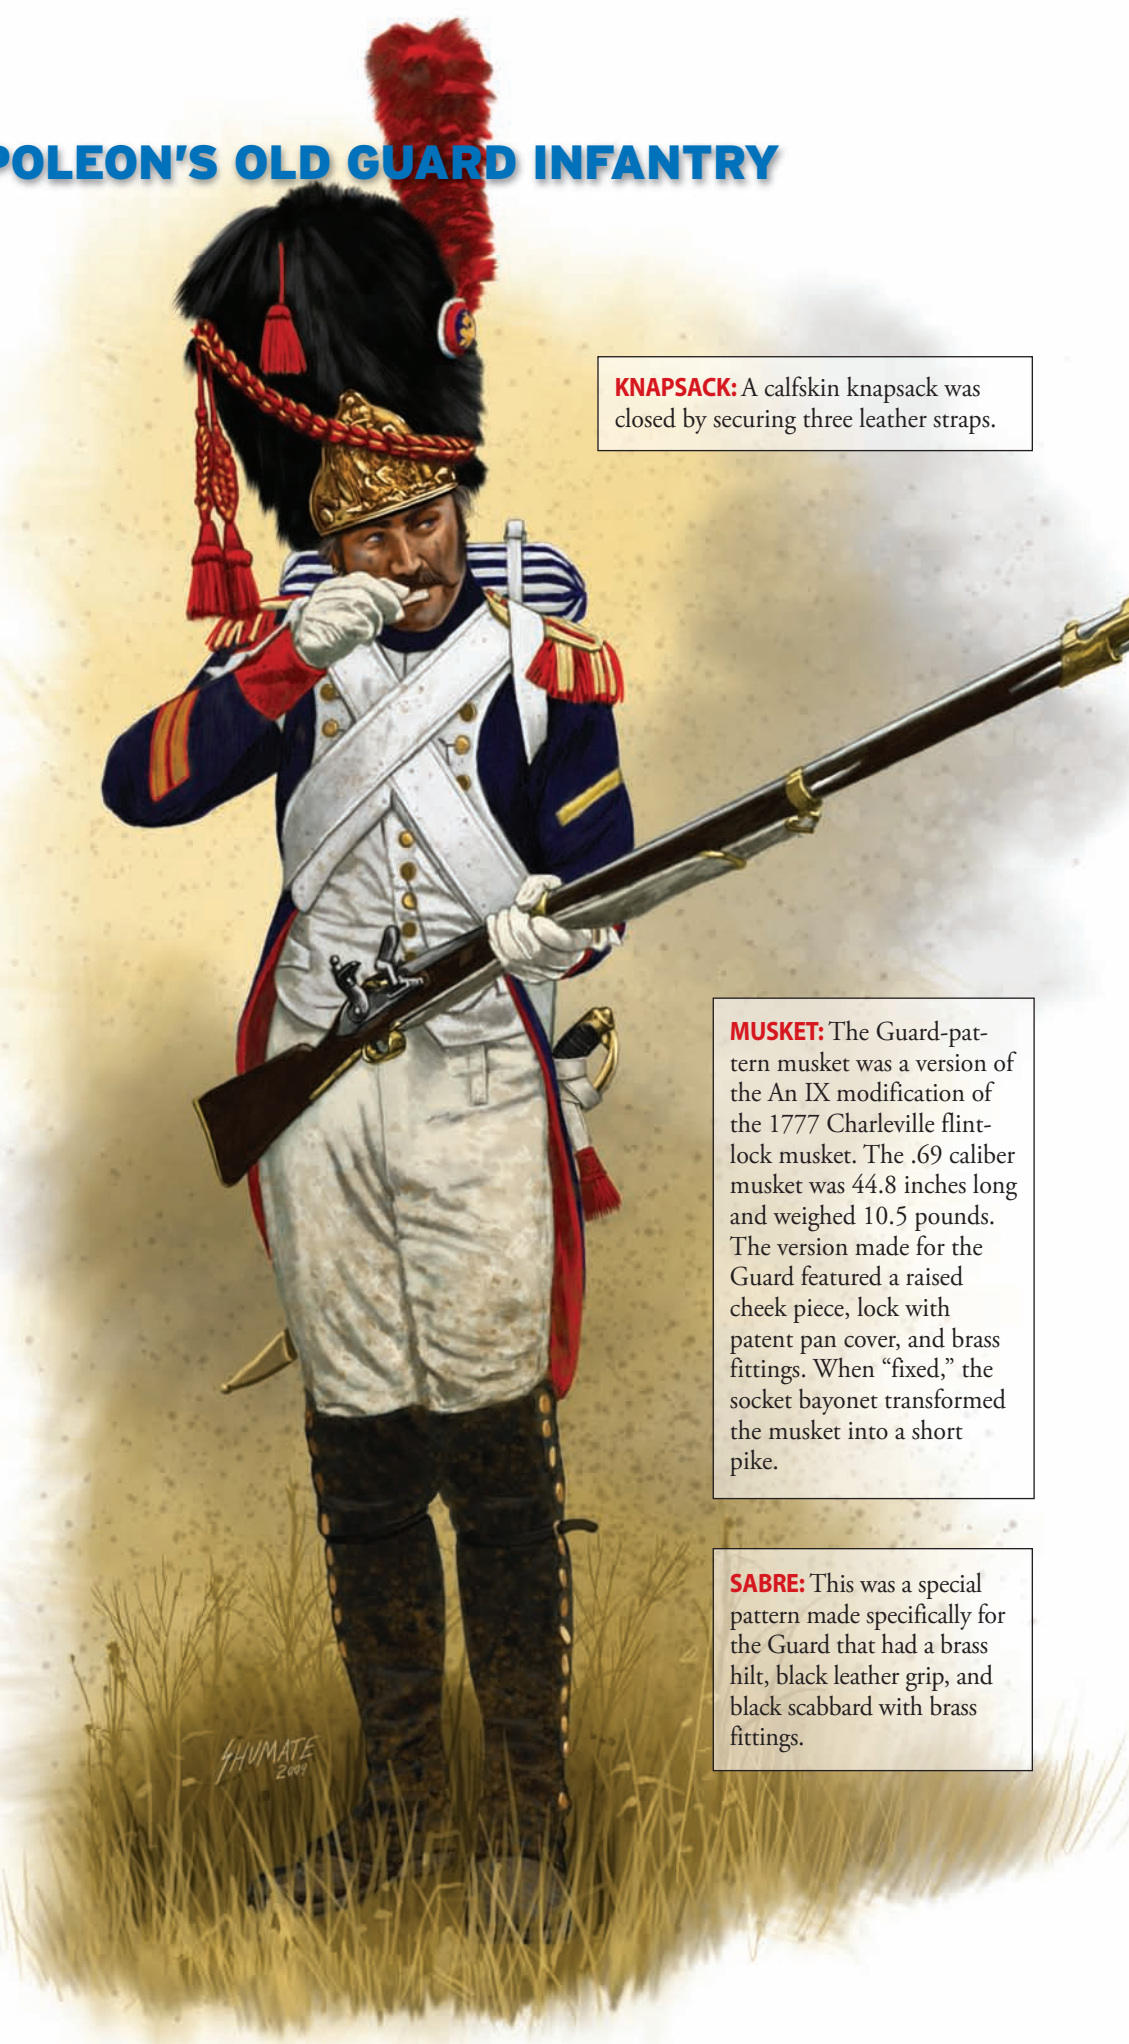 POLEON'S OLD GUARD INFANTRY
KNAPSACK: A calfskin knapsack was
closed by securing three leather straps.
MUSKET: The Guard-pat-
tern musket was a version of
the An IX modification of
the 1777 Charleville flint-
lock musket. The .69 caliber
musket was 44.8 inches long
and weighed 10.5 pounds.
The version made for the
Guard featured a raised
cheek piece, lock with
patent pan cover, and brass
fittings. When “fixed,” the
socket bayonet transformed
the musket into a short
pike.
SABRE: This was a special
pattern made specifically for
the Guard that had a brass
hilt, black leather grip, and
black scabbard with brass
fittings.
SHUMATE
2009